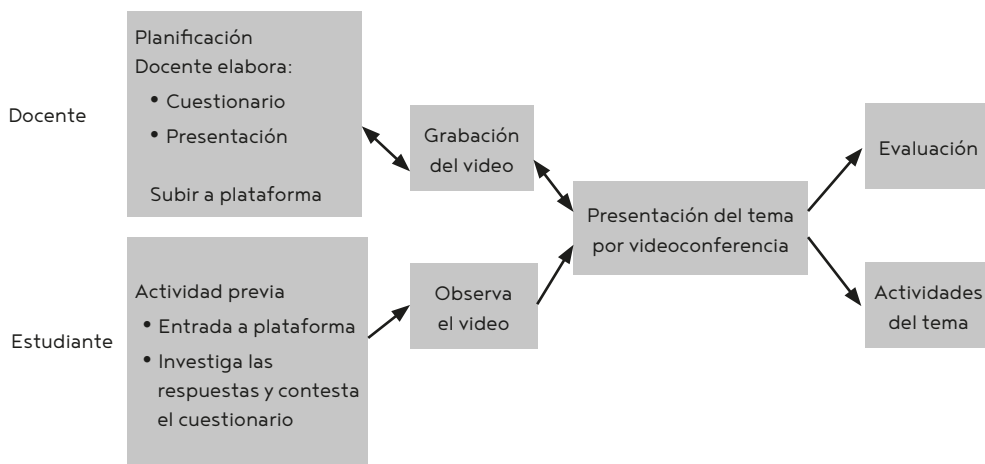 Docente
Planificación
Docente elabora:
• Cuestionario
• Presentación
Subir a plataforma
Grabación
del video
Estudiante
Actividad previa
• Entrada a plataforma
• Investiga las
respuestas y contesta
el cuestionario
Observa
el video
Presentación del tema
por videoconferencia
Evaluación
Actividades
del tema